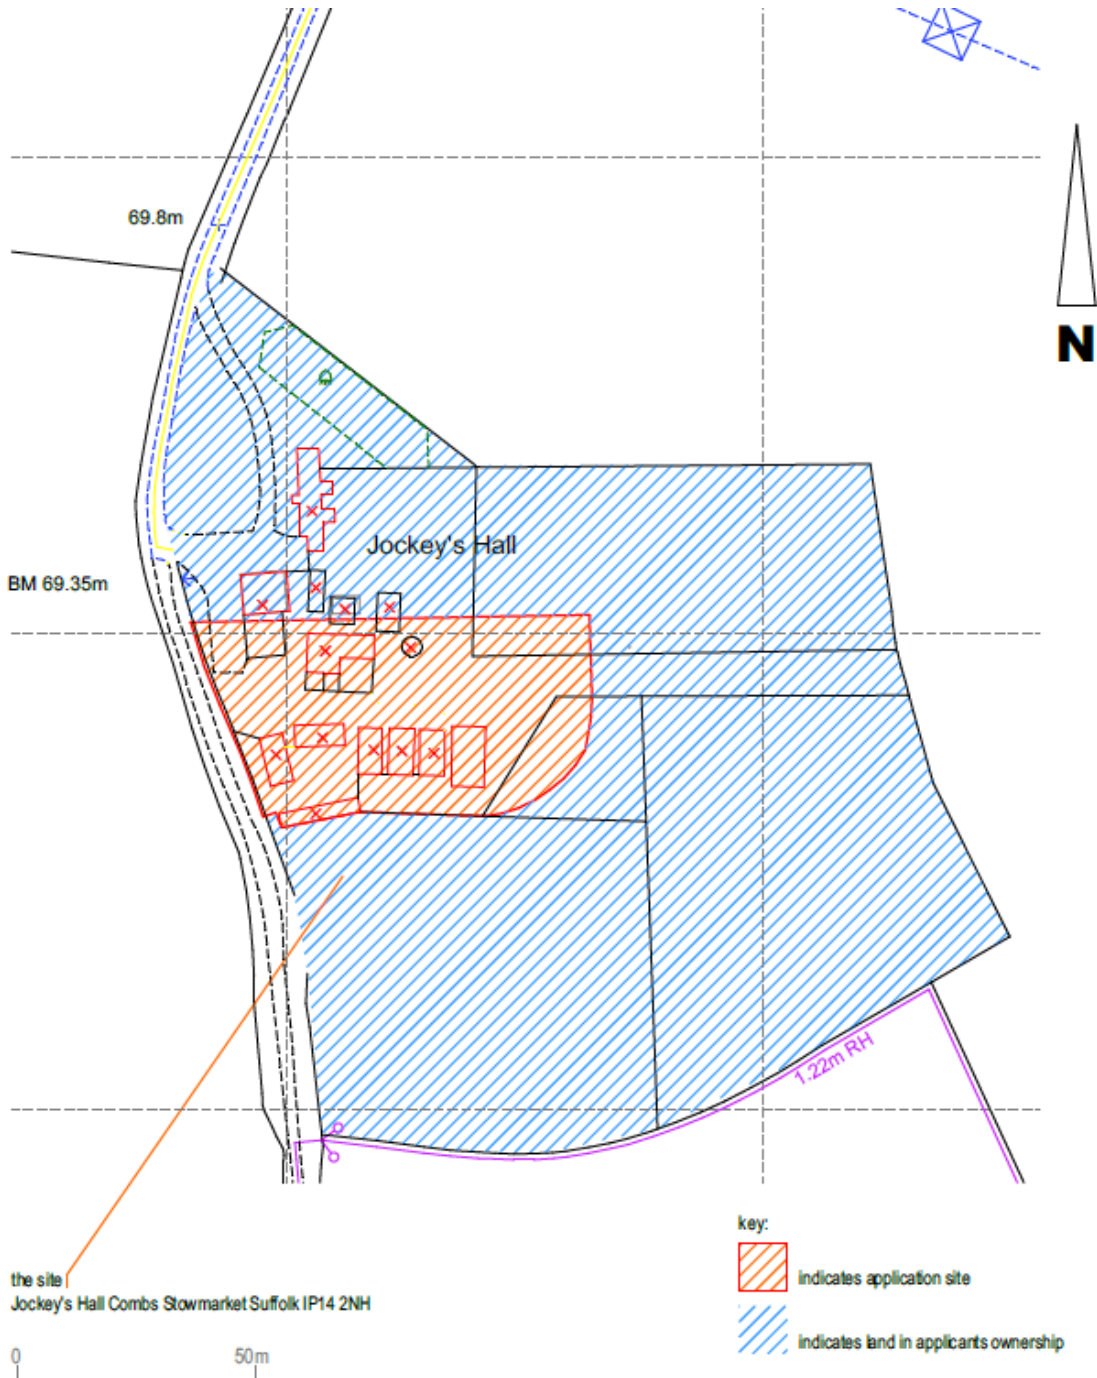 69.8m
N
Jockey's Hall
BM 69.35m
1.22m RH
key:
indicates application site
indicates land in applicants ownership
the site
Jockey's Hall Combs Stowmarket Suffolk IP14 2NH
0 50m